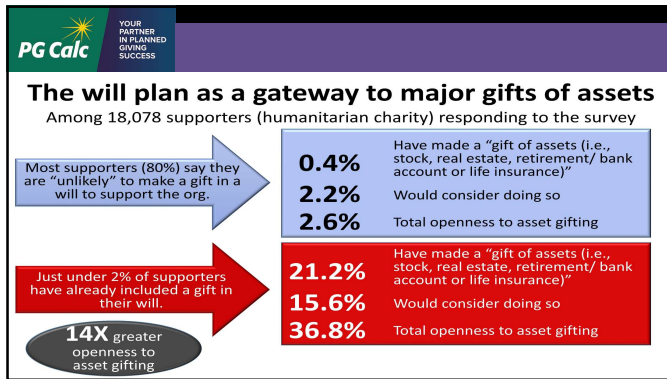 PG Calc
YOUR
PARTNER
IN PLANNED
GIVING
SUCCESS
The will plan as a gateway to major gifts of assets
Among 18,078 supporters (humanitarian charity) responding to the survey
Most supporters (80%) say they
are “unlikely” to make a gift in a
will to support the org.
0.4%
Have made a “gift of assets (i.e.,
stock, real estate, retirement/ bank
account or life insurance)”
2.2%
Would consider doing so
2.6%
Total openness to asset gifting
Just under 2% of supporters
have already included a gift in
their will.
21.2%
Have made a “gift of assets (i.e.,
stock, real estate, retirement/ bank
account or life insurance)”
15.6%
Would consider doing so
36.8%
Total openness to asset gifting
14X greater
openness to
asset gifting